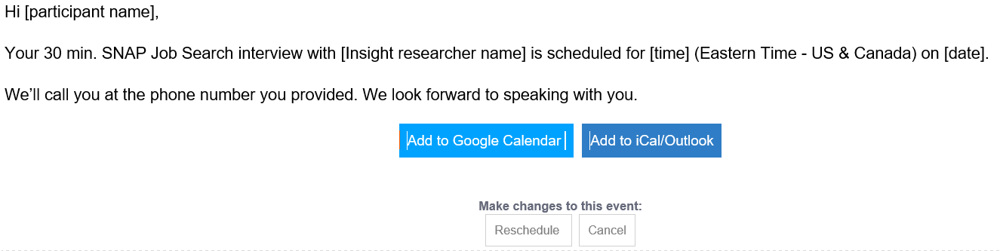 Hi [participant name],
Your 30 min. SNAP Job Search interview with [Insight researcher name] is scheduled for [time] (Eastern Time - US & Canada) on [date].
We’ll call you at the phone number you provided. We look forward to speaking with you.
Add to Google Calendar
Add to iCal/Outlook
Make changes to this event:
Reschedule
Cancel